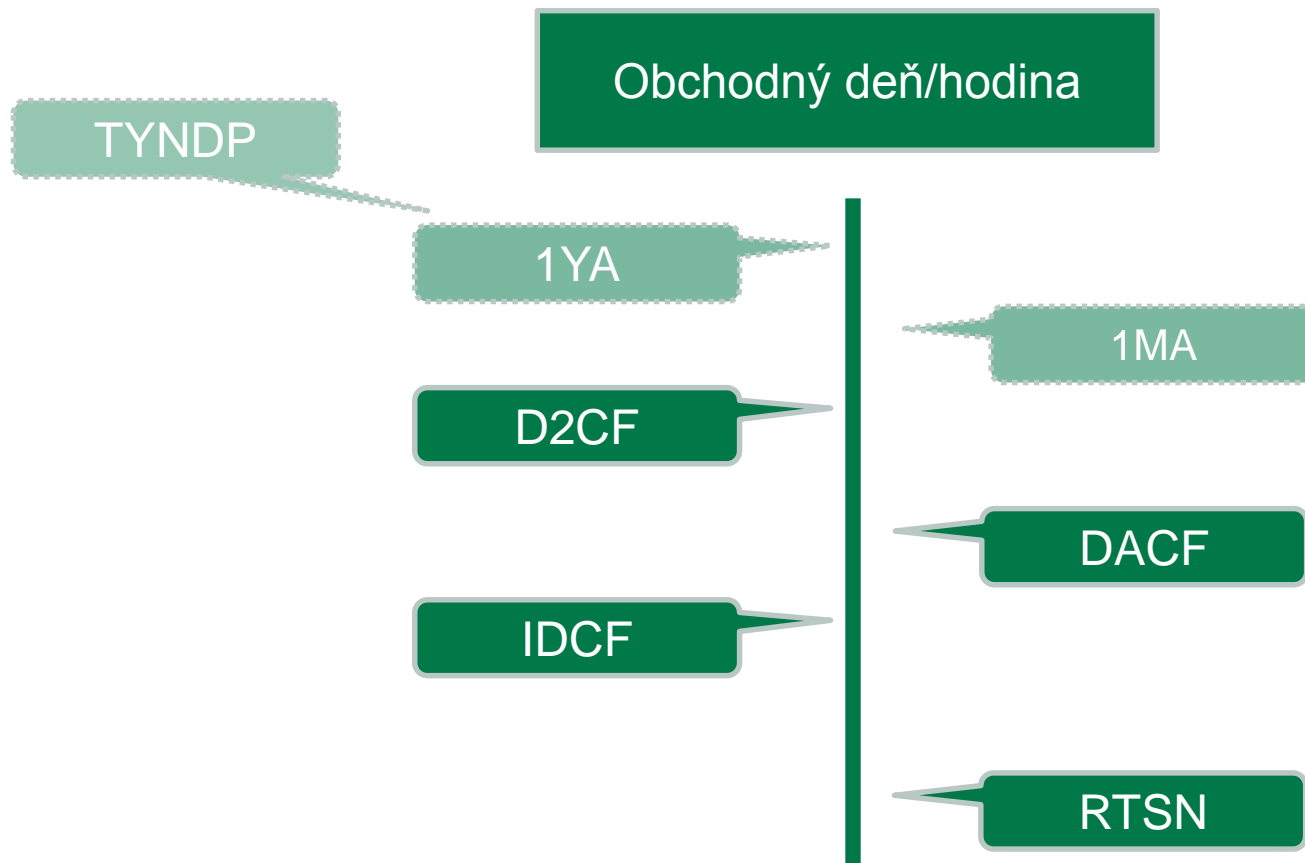 Obchodný deň/hodina
TYNDP
1YA
1MA
D2CF
DACF
IDCF
RTSN